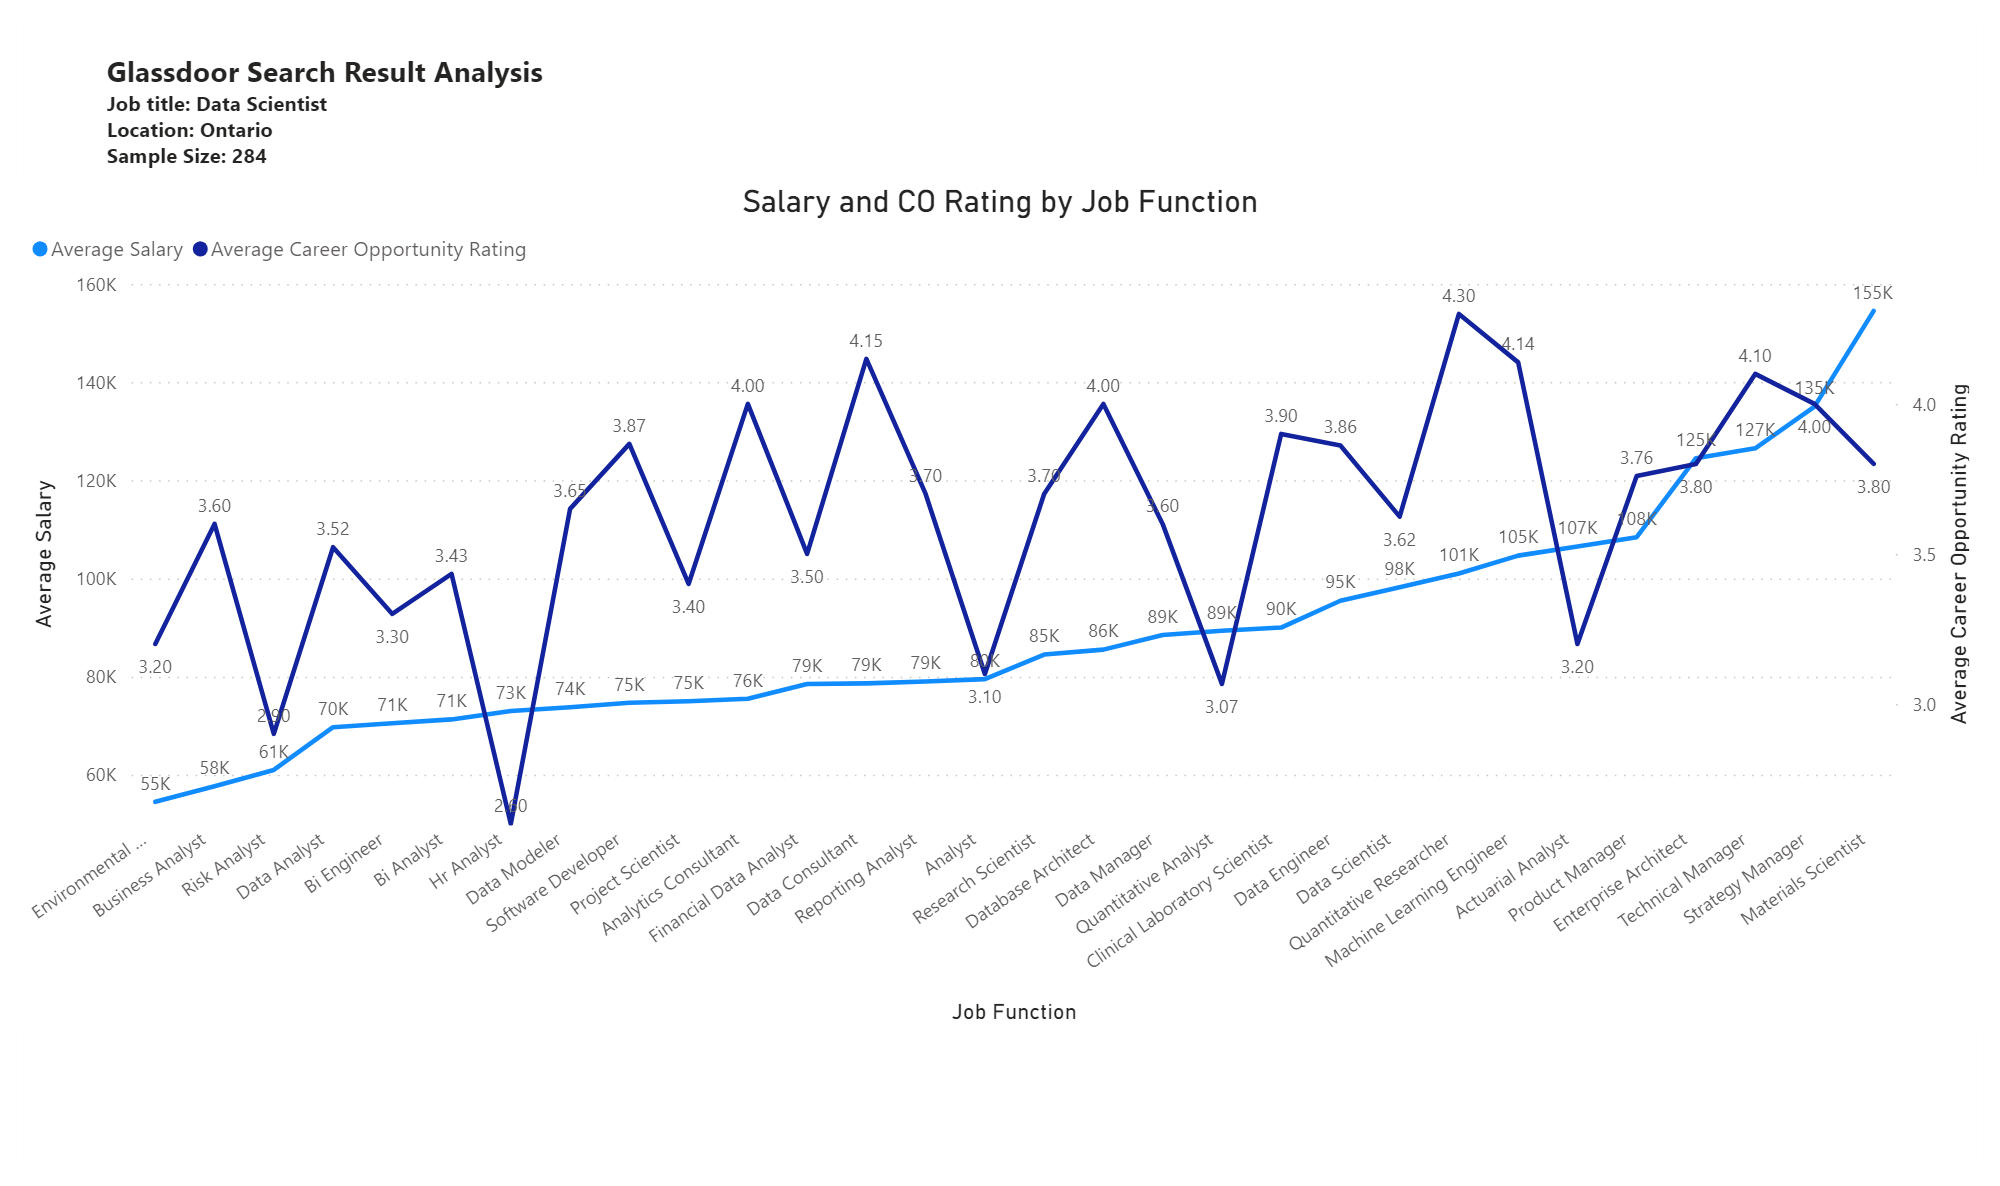 Glassdoor Search Result Analysis
Job title: Data Scientist
Location: Ontario
Sample Size: 284
Salary and CO Rating by Job Function
Average Salary Average Career Opportunity Rating
160K
140K
120K
100K
80K
60K
Average Salary
4.0
3.5
3.0
Average Career Opportunity Rating
3.20
3.60
2.90
3.52
3.30
3.43
2.60
3.65
3.87
3.40
4.00
3.50
4.15
3.70
3.10
3.70
4.00
3.60
3.07
3.90
3.86
3.62
4.30
4.14
3.20
3.76
3.80
4.10
4.00
3.80
55K
58K
61K
70K
71K
71K
73K
74K
75K
75K
76K
79K
79K
79K
80K
85K
86K
89K
89K
90K
95K
98K
101K
105K
107K
108K
125K
127K
135K
155K
Environmental ...
Business Analyst
Risk Analyst
Data Analyst
Bi Engineer
Bi Analyst
Hr Analyst
Data Modeler
Software Developer
Project Scientist
Analytics Consultant
Financial Data Analyst
Data Consultant
Reporting Analyst
Analyst
Research Scientist
Database Architect
Data Manager
Quantitative Analyst
Clinical Laboratory Scientist
Data Engineer
Data Scientist
Quantitative Researcher
Machine Learning Engineer
Actuarial Analyst
Product Manager
Enterprise Architect
Technical Manager
Strategy Manager
Materials Scientist
Job Function